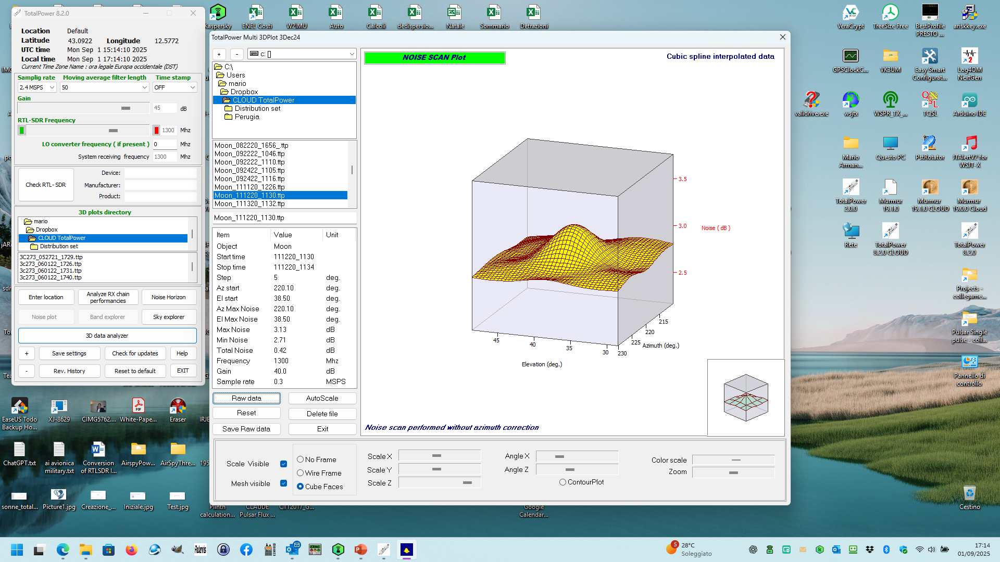 TotalPower 8.2.0
Location Default
Latitude 43.0922 Longitude 12.5772
UTC time Mon Sep 1 15:14:10 2025
Local time Mon Sep 1 17:14:10 2025
Current Time Zone Name : ora legale Europa occidentale (DST)
Samplig rate Moving average filter length Time stamp
2.4 MSPS 50 OFF
Gain
45 dB
RTL-SDR Frequency
1300 Mhz
LO converter frequency ( if present ) 0 Mhz
System receiving frequency 1300 Mhz
Check RTL- SDR
Device:
Manufacturer:
Product:
3D plots directory
mario
Dropbox
CLOUD TotalPower
Distribution set
3C273_052721_1729.ttp
3c273_060122_1726.ttp
3c273_060122_1731.ttp
3c273_060122_1740.ttp
Enter location
Analyze RX chain performancies
Noise Horizon
Noise plot
Band explorer
Sky explorer
3D data analyzer
+ Save settings Check for updates Help
- Rev. History Reset to default EXIT
Kaspersky
ENEL Costi
W2IMU
Auto
Calcoli
dedispersio...
Natale
Sommario
Detrazioni
TotalPower Multi 3DPlot 3Dec24
+ - c: []
C:\
Users
mario
Dropbox
CLOUD TotalPower
Distribution set
Perugia
Moon_082220_1656_.ttp
Moon_092222_1046.ttp
Moon_092222_1110.ttp
Moon_092422_1105.ttp
Moon_092422_1116.ttp
Moon_111120_1226.ttp
Moon_111220_1130.ttp
Moon_111320_1132.ttp
Moon_111220_1130.ttp
Item Value Unit
Object Moon
Start time 111220_1130
Stop time 111220_1134
Step 5 deg.
Az start 220.10 deg.
El start 38.50 deg.
Az Max Noise 220.10 deg.
El Max Noise 38.50 deg.
Max Noise 3.13 dB
Min Noise 2.71 dB
Total Noise 0.42 dB
Frequency 1300 Mhz
Gain 40.0 dB
Sample rate 0.3 MSPS
Raw data AutoScale
Reset Delete file
Save Raw data Exit
NOISE SCAN Plot
Cubic spline interpolated data
3.5
3.0
2.5
Noise ( dB )
215
220
225
230
Azimuth (deg.)
45
40
35
30
Elevation (deg.)
Noise scan performed without azimuth correction
Scale Visible
Mesh visible
No Frame
Wire Frame
Cube Faces
Scale X
Scale Y
Scale Z
Angle X
Angle Z
ContourPlot
Color scale
Zoom
VeraCrypt
TreeSize Free
BestProfile PRESTO ...
ariskkey.exe
GPSClockC...
VK3UM
Easy Smart Configurat...
Log4OM NextGen
validrive.exe
wsjtx
WSPR_TX_...
TQSL
Arduino IDE
Mario Arman...
Questo PC
PstRotator
JTAlertV2 for WSJT-X
TotalPower 2.0.0
Murmur 19.1.0
Murmur 19.1.0 CLOUD
Murmur 19.0.0 Cloud
Rete
TotalPower 8.2.0 CLOUD
TotalPower 8.2.0
Projects - collegame...
Pulsar Single pulse - coll...
Pannello di controllo
Cestino
EaseUS Todo Backup Ho...
XJ-8629
CIMG5762....
White-Pape...
Eraser
ChatGPT.txt
ai avionica military.txt
Conversion of RTLSDR I...
AirspyPow...
AirSpyThre...
sonne_total...
Picture1.jpg
Creazione_...
Iniziale.jpg
Test.jpg
Plinth calculation...
CLAUDE Pulsar Flux ...
CIIT2017_G...
Google Calendar...
Relevis
5
28°C
Soleggiato
17:14
01/09/2025